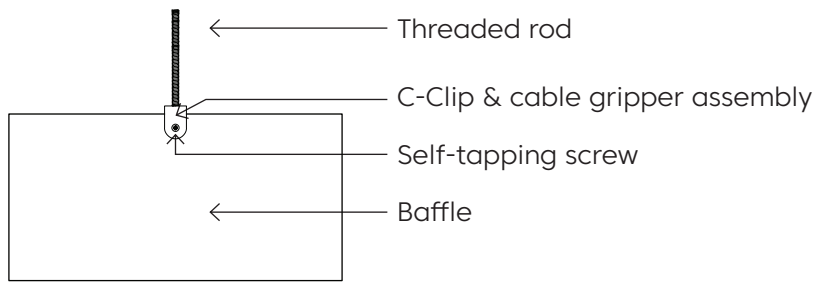 Threaded rod
C-Clip & cable gripper assembly
Self-tapping screw
Baffle